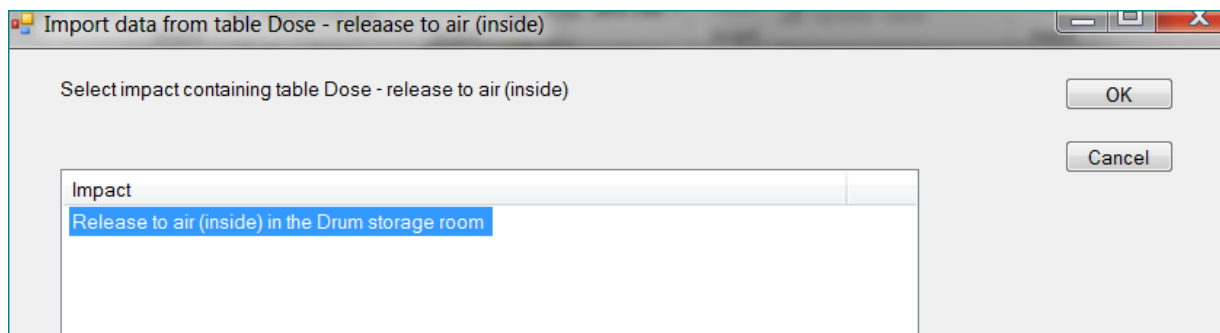 Import data from table Dose - releaase to air (inside)
Select impact containing table Dose - release to air (inside)
OK
Cancel
Impact
Release to air (inside) in the Drum storage room